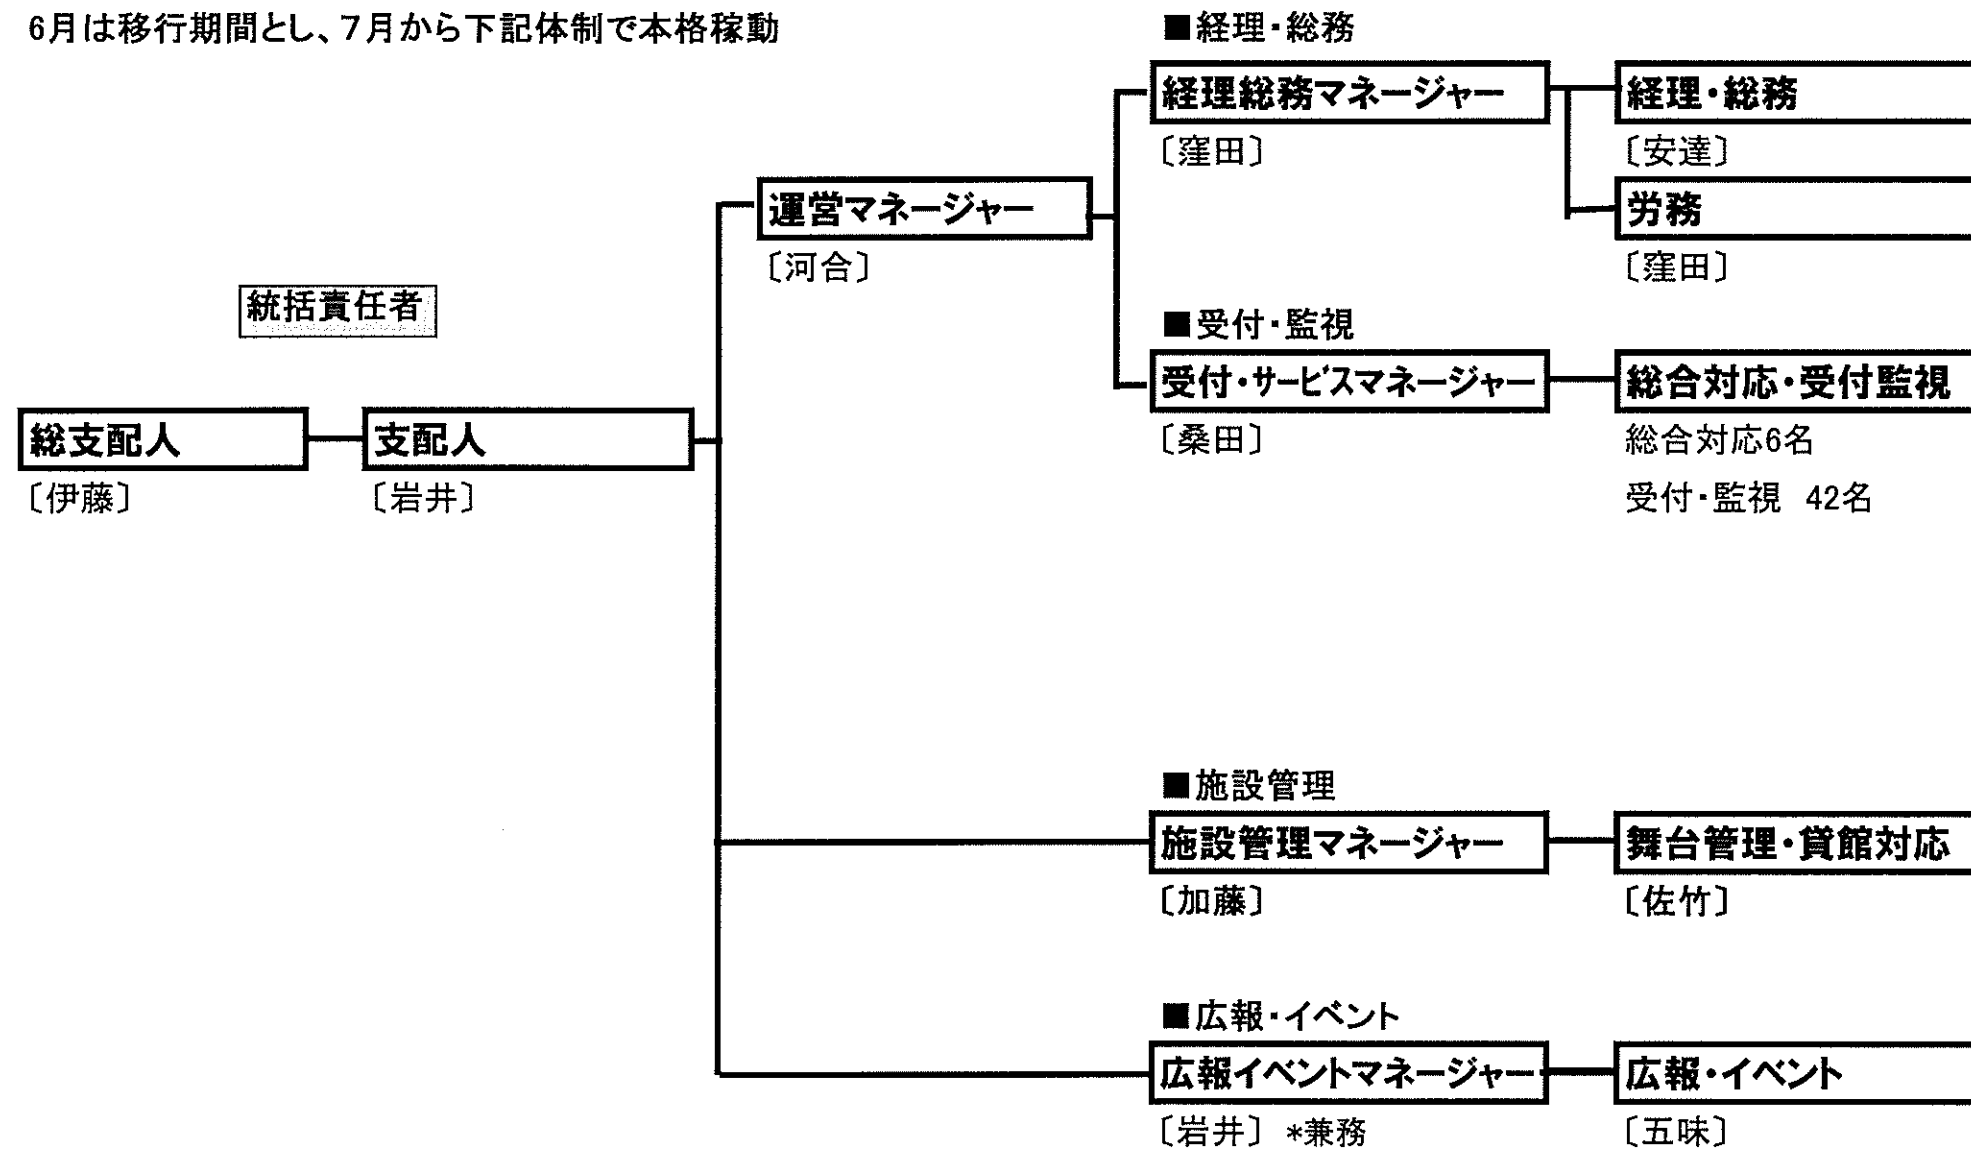 6月は移行期間とし、7月から下記体制で本格稼動
■経理・総務
経理総務マネージャー
〔窪田〕
経理・総務
〔安達〕
労務
〔窪田〕
運営マネージャー
〔河合〕
統括責任者
■受付・監視
受付・サービスマネージャー
〔桑田〕
総合対応・受付監視
総合対応6名
受付・監視 42名
総支配人
〔伊藤〕
支配人
〔岩井〕
■施設管理
施設管理マネージャー
〔加藤〕
舞台管理・貸館対応
〔佐竹〕
■広報・イベント
広報イベントマネージャー
〔岩井〕 *兼務
広報・イベント
〔五味〕